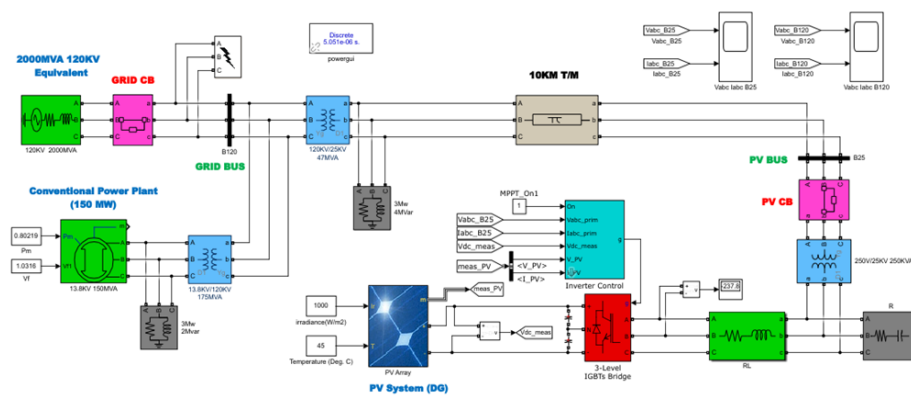 Discrete
5.051e-06 s.
powergui
Vabc_B25
Vabc_B25
Iabc_B25
Iabc_B25
Vabc Iabc B25
Vabc_B120
Vabc_B120
Iabc_B120
Iabc_B120
Vabc Iabc B120
2000MVA 120KV
Equivalent
GRID CB
10KM T/M
A
B
C
A
B
C
A
B
C
a
b
c
A
B
C
a
b
c
A
B
C
a
b
c
120KV 2000MVA
B120
GRID BUS
120KV/25KV
47MVA
PV BUS
B25
Conventional Power Plant
(150 MW)
A
B
C
3Mw
4MVar
MPPT_On1
1
On
Vabc_B25
Vabc_prim
Iabc_B25
Iabc_prim
Vdc_meas
Vdc_meas
meas_PV
<V_PV>
<I_PV>
V_PV
g
Inverter Control
PV CB
A
B
C
a
b
c
250V/25KV 250KVA
0.80219
Pm
1.0316
Vf
Pm
m
A
B
C
13.8KV 150MVA
A
B
C
a
b
c
13.8KV/120KV
175MVA
A
B
C
3Mw
2Mvar
1000
irradiance(W/m2)
45
Temperature (Deg. C)
m
meas_PV
PV Array
PV System (DG)
+
-
v
Vdc_meas
A
B
C
3-Level
IGBTs Bridge
+
-
v
-237.8
A
B
C
RL
R
A
B
C